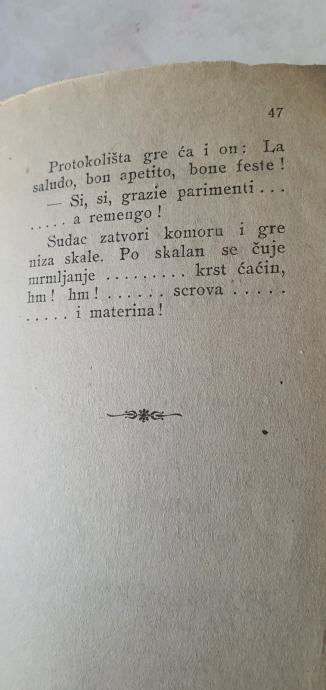 47
Protokolišta gre ća i on: La
saludo, bon apetito, bone feste!
— Si, si, grazie parimenti . . .
. . . . . a remengo!
Sudac zatvori komoru i gre
niza skale. Po skalan se čuje
mrmljanje . . . . . . . . . krst ćaćin,
hm! hm! . . . . . . scrova . . . . .
. . . . . i materina!